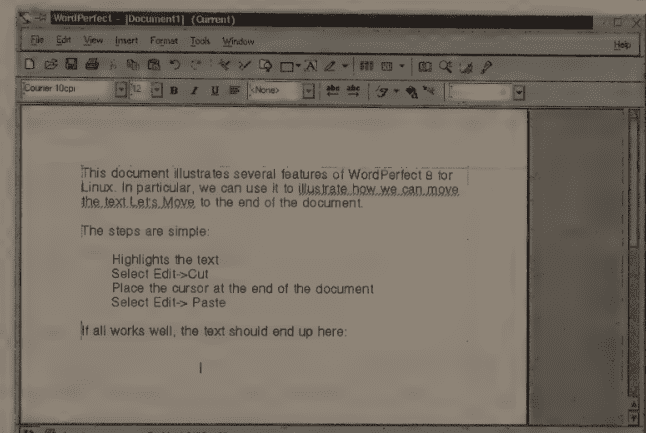 WordPerfect - [Document1] (Current)
File Edit View Insert Format Tools Window Help
Courier 10cpi 12 B I U <None> abc abc
This document illustrates several features of WordPerfect 8 for
Linux. In particular, we can use it to illustrate how we can move
the text Let's Move to the end of the document.
The steps are simple:
Highlights the text
Select Edit->Cut
Place the cursor at the end of the document
Select Edit-> Paste
If all works well, the text should end up here: